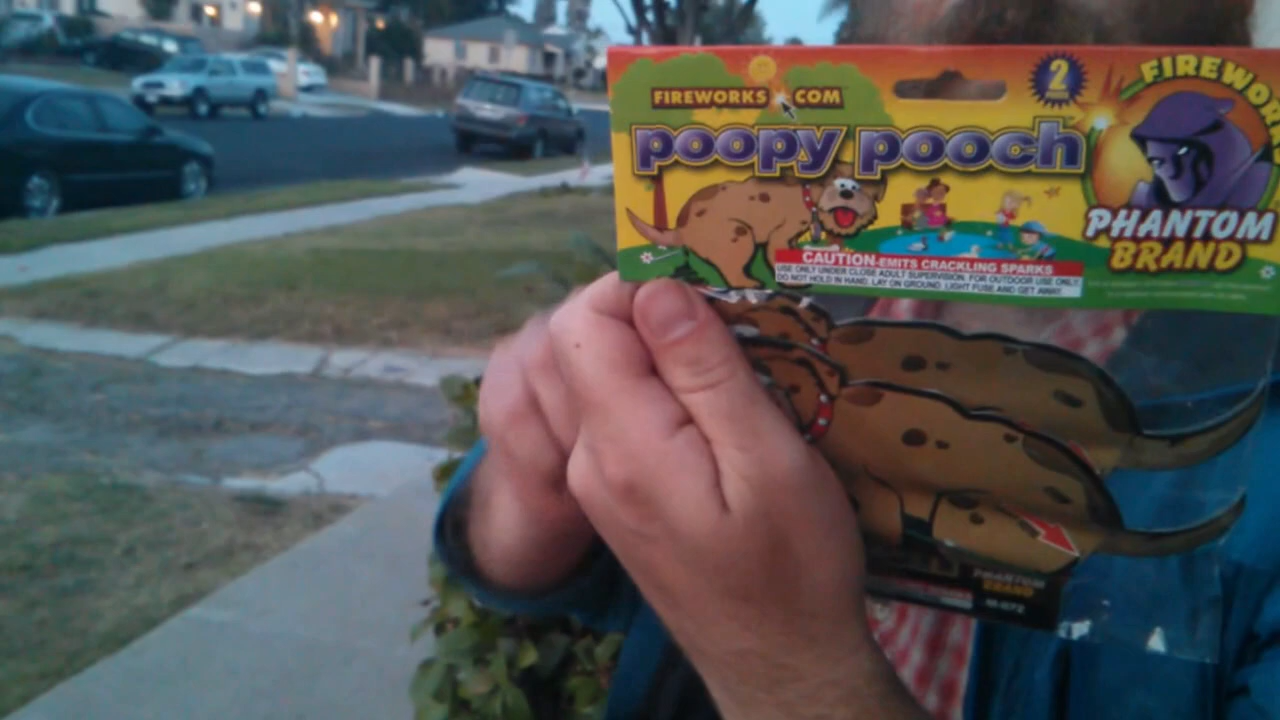 FIREWORKS COM
2
FIREWORKS
poopy pooch
PHANTOM
BRAND
CAUTION-EMITS CRACKLING SPARKS
USE ONLY UNDER CLOSE ADULT SUPERVISION. FOR OUTDOOR USE ONLY.
DO NOT HOLD IN HAND. LAY ON GROUND. LIGHT FUSE AND GET AWAY.
PHANTOM
BRAND